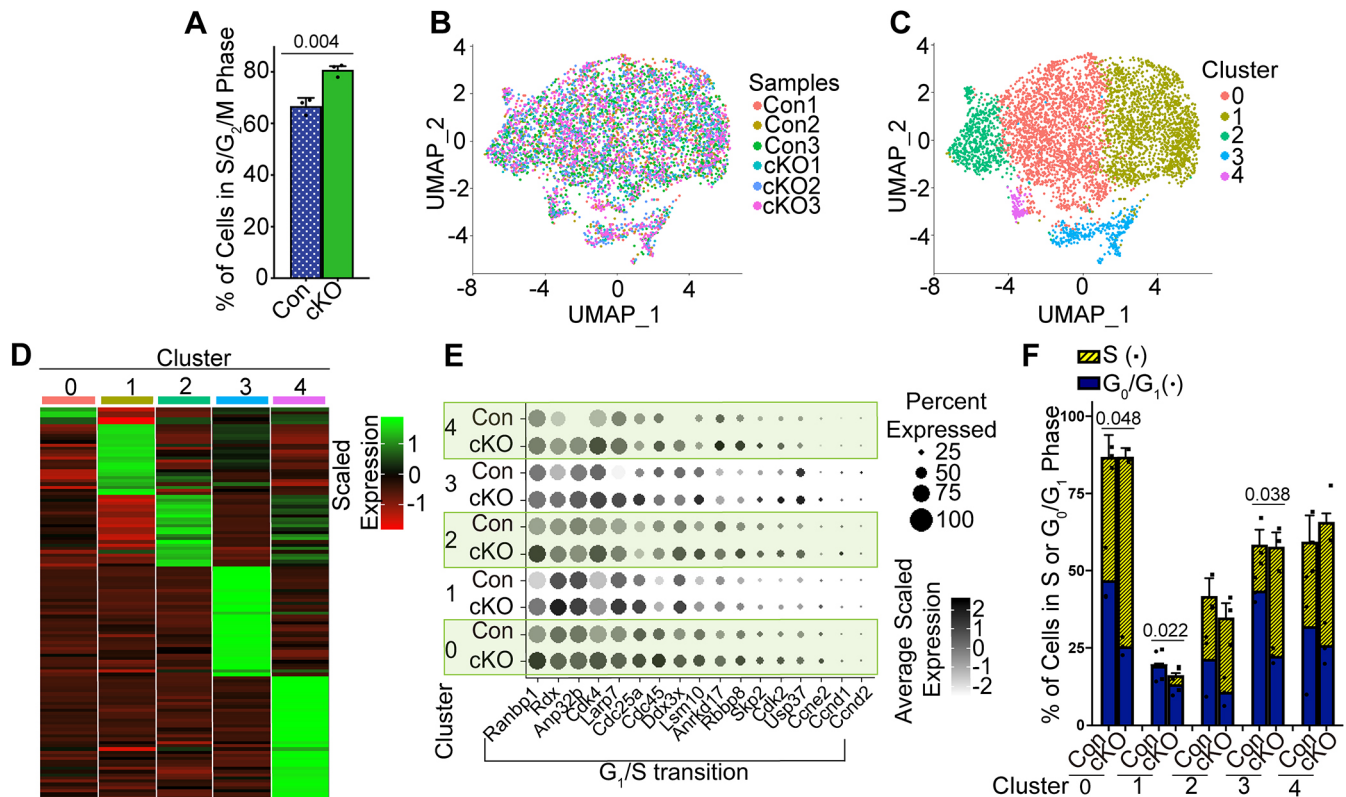 A
0.004
% of Cells in S/G2/M Phase
80
60
40
20
0
Con
cKO
B
UMAP_2
4
2
0
-2
-4
-8
-4
0
4
UMAP_1
Samples
Con1
Con2
Con3
cKO1
cKO2
cKO3
C
UMAP_2
4
2
0
-2
-4
-8
-4
0
4
UMAP_1
Cluster
0
1
2
3
4
D
Cluster
0 1 2 3 4
Scaled
Expression
1
0
-1
E
4
Con
cKO
3
Con
cKO
2
Con
cKO
1
Con
cKO
0
Con
cKO
Cluster
Ranbp1
Rdx
Anp32b
Cdk4
Larp7
Cdc25a
Cdc45
Ddx3x
Lsm10
Anrkd17
Rbbp8
Skp2
Cdk2
Usp37
Ccne2
Ccnd1
Ccnd2
G1/S transition
Percent
Expressed
25
50
75
100
Average Scaled
Expression
2
1
0
-1
-2
F
S (·)
G0/G1(·)
% of Cells in S or G0/G1 Phase
100
75
50
25
0
0.048
0.022
0.038
Con
cKO
Con
cKO
Con
cKO
Con
cKO
Con
cKO
Cluster 0 1 2 3 4